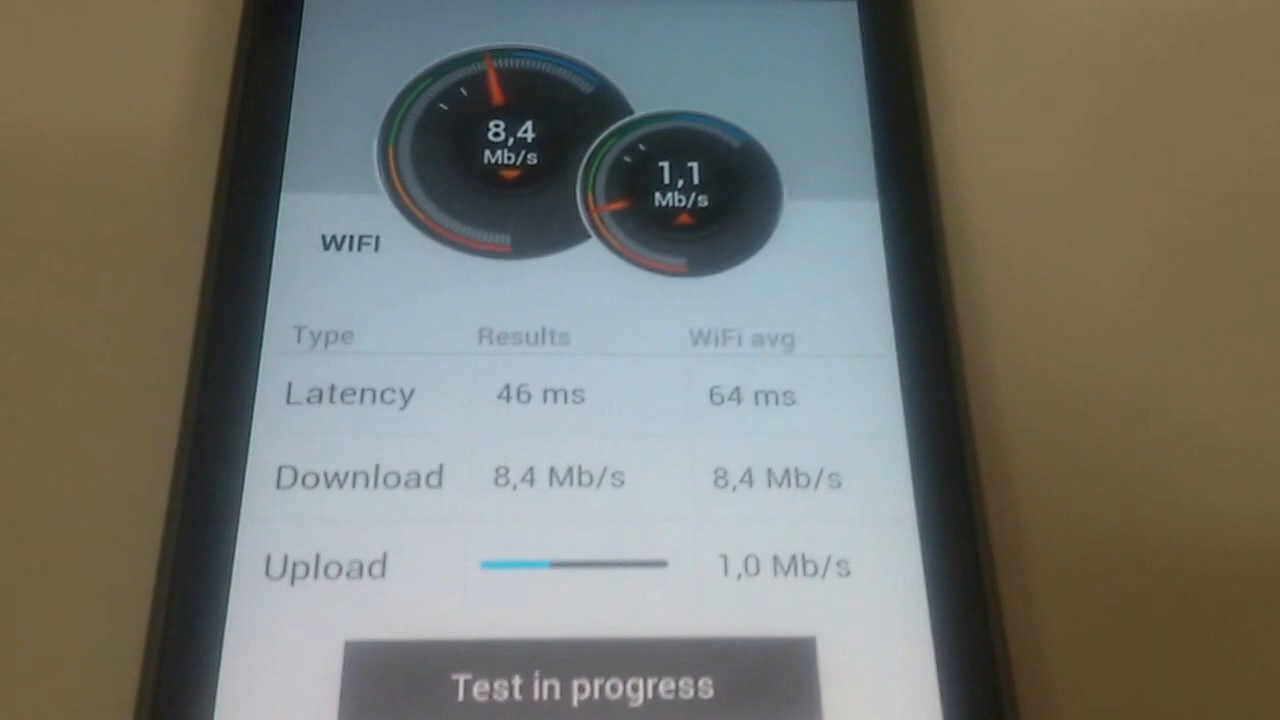 8,4
Mb/s
1,1
Mb/s
WIFI
Type Results WiFi avg
Latency 46 ms 64 ms
Download 8,4 Mb/s 8,4 Mb/s
Upload 1,0 Mb/s
Test in progress